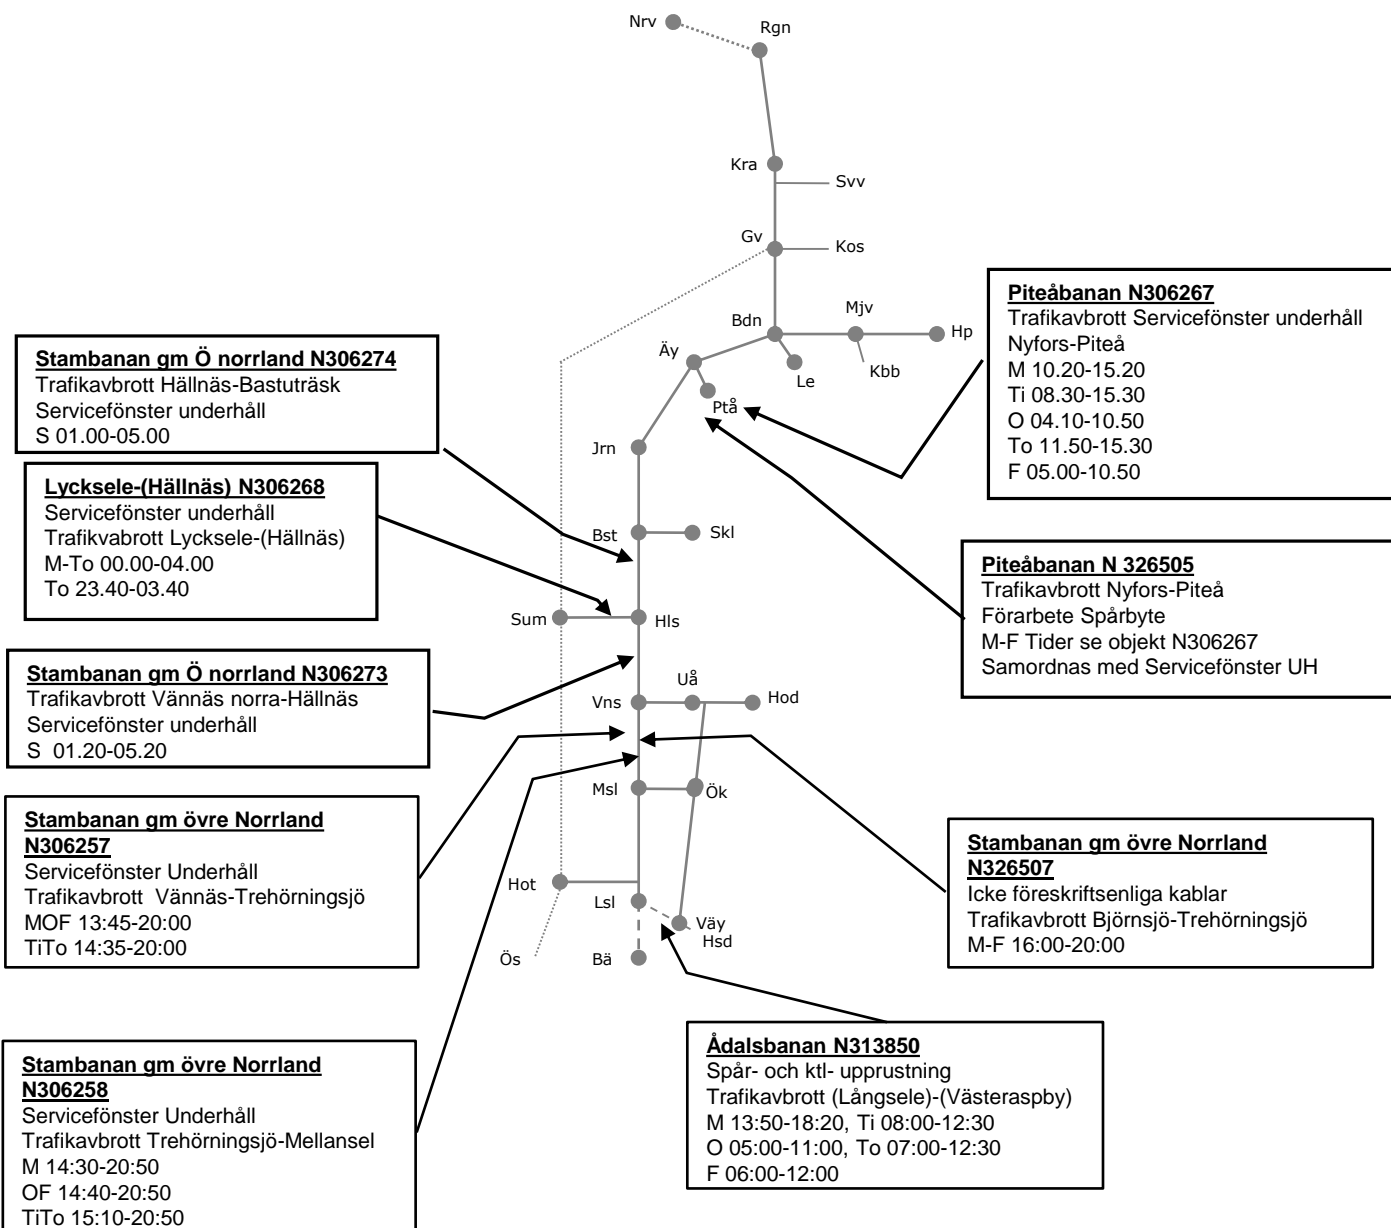 Nrv
Rgn
Kra
Svv
Gv
Kos
Bdn
Mjv
Hp
Äy
Le
Kbb
Ptå
Jrn
Bst
Skl
Sum
Hls
Uå
Vns
Hod
Msl
Ök
Hot
Lsl
Väy
Hsd
Ös
Bä
Piteåbanan N306267
Trafikavbrott Servicefönster underhåll
Nyfors-Piteå
M 10.20-15.20
Ti 08.30-15.30
O 04.10-10.50
To 11.50-15.30
F 05.00-10.50
Stambanan gm Ö norrland N306274
Trafikavbrott Hällnäs-Bastuträsk
Servicefönster underhåll
S 01.00-05.00
Lycksele-(Hällnäs) N306268
Servicefönster underhåll
Trafikvabrott Lycksele-(Hällnäs)
M-To 00.00-04.00
To 23.40-03.40
Piteåbanan N 326505
Trafikavbrott Nyfors-Piteå
Förarbete Spårbyte
M-F Tider se objekt N306267
Samordnas med Servicefönster UH
Stambanan gm Ö norrland N306273
Trafikavbrott Vännäs norra-Hällnäs
Servicefönster underhåll
S 01.20-05.20
Stambanan gm övre Norrland
N306257
Servicefönster Underhåll
Trafikavbrott Vännäs-Trehörningsjö
MOF 13:45-20:00
TiTo 14:35-20:00
Stambanan gm övre Norrland
N326507
Icke föreskriftsenliga kablar
Trafikavbrott Björnsjö-Trehörningsjö
M-F 16:00-20:00
Stambanan gm övre Norrland
N306258
Servicefönster Underhåll
Trafikavbrott Trehörningsjö-Mellansel
M 14:30-20:50
OF 14:40-20:50
TiTo 15:10-20:50
Ådalsbanan N313850
Spår- och ktl- upprustning
Trafikavbrott (Långsele)-(Västeraspby)
M 13:50-18:20, Ti 08:00-12:30
O 05:00-11:00, To 07:00-12:30
F 06:00-12:00